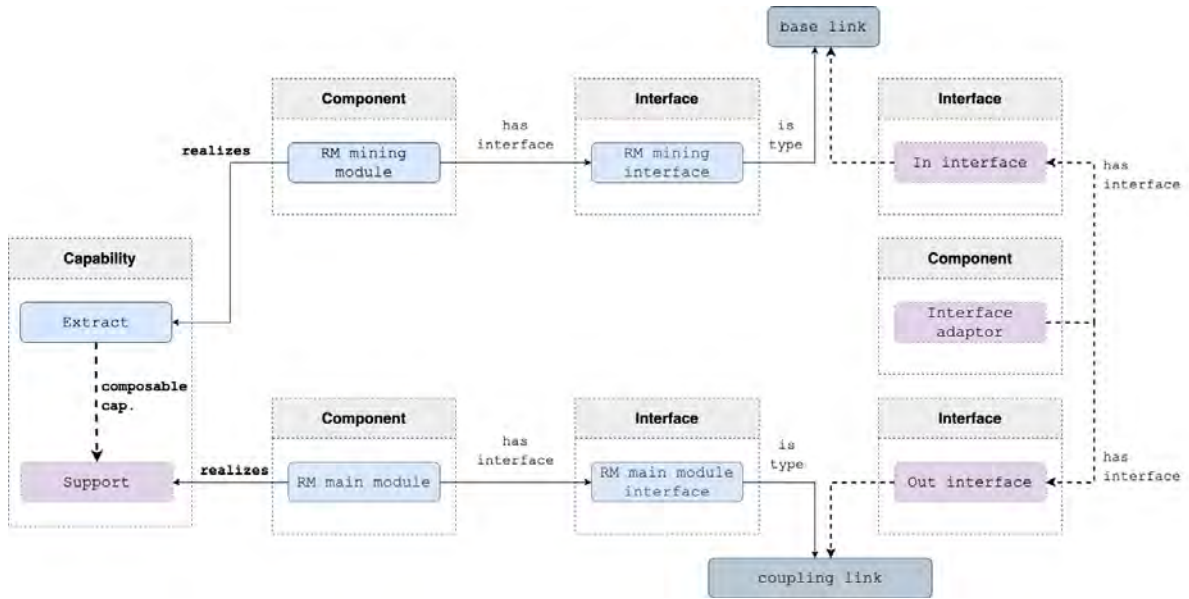 base link
Component
Interface
Interface
realizes
RM mining
module
has
interface
RM mining
interface
is
type
In interface
has
interface
Capability
Component
Extract
Interface
adaptor
composable
cap.
Component
Interface
Interface
Support
realizes
RM main module
has
interface
RM main module
interface
is
type
Out interface
has
interface
coupling link